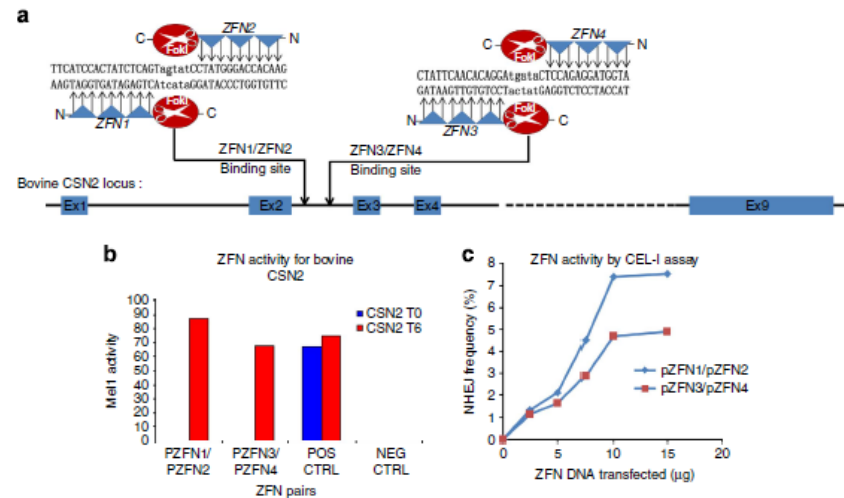 a
ZFN2
C
FokI
N
TTCATCCACTATCTCAGTagtatCCTATGGGACCACAAG
AAGTAGGTGATAGAGTCAtcataGGATACCCTGGTGTTC
N
ZFN1
FokI
C
ZFN4
C
FokI
N
CTATTCAACACAGGAtgataCTCCAGAGGATGGTA
GATAAGTTGTGTCCTactatGAGGTCTCCTACCAT
N
ZFN3
FokI
C
ZFN1/ZFN2
Binding site
ZFN3/ZFN4
Binding site
Bovine CSN2 locus :
Ex1
Ex2
Ex3
Ex4
Ex9
b
ZFN activity for bovine
CSN2
Mel1 activity
100
90
80
70
60
50
40
30
20
10
0
CSN2 T0
CSN2 T6
PZFN1/
PZFN2
PZFN3/
PZFN4
POS
CTRL
NEG
CTRL
ZFN pairs
c
ZFN activity by CEL-I assay
NHEJ frequency (%)
8
7
6
5
4
3
2
1
0
pZFN1/pZFN2
pZFN3/pZFN4
0
5
10
15
20
ZFN DNA transfected (µg)